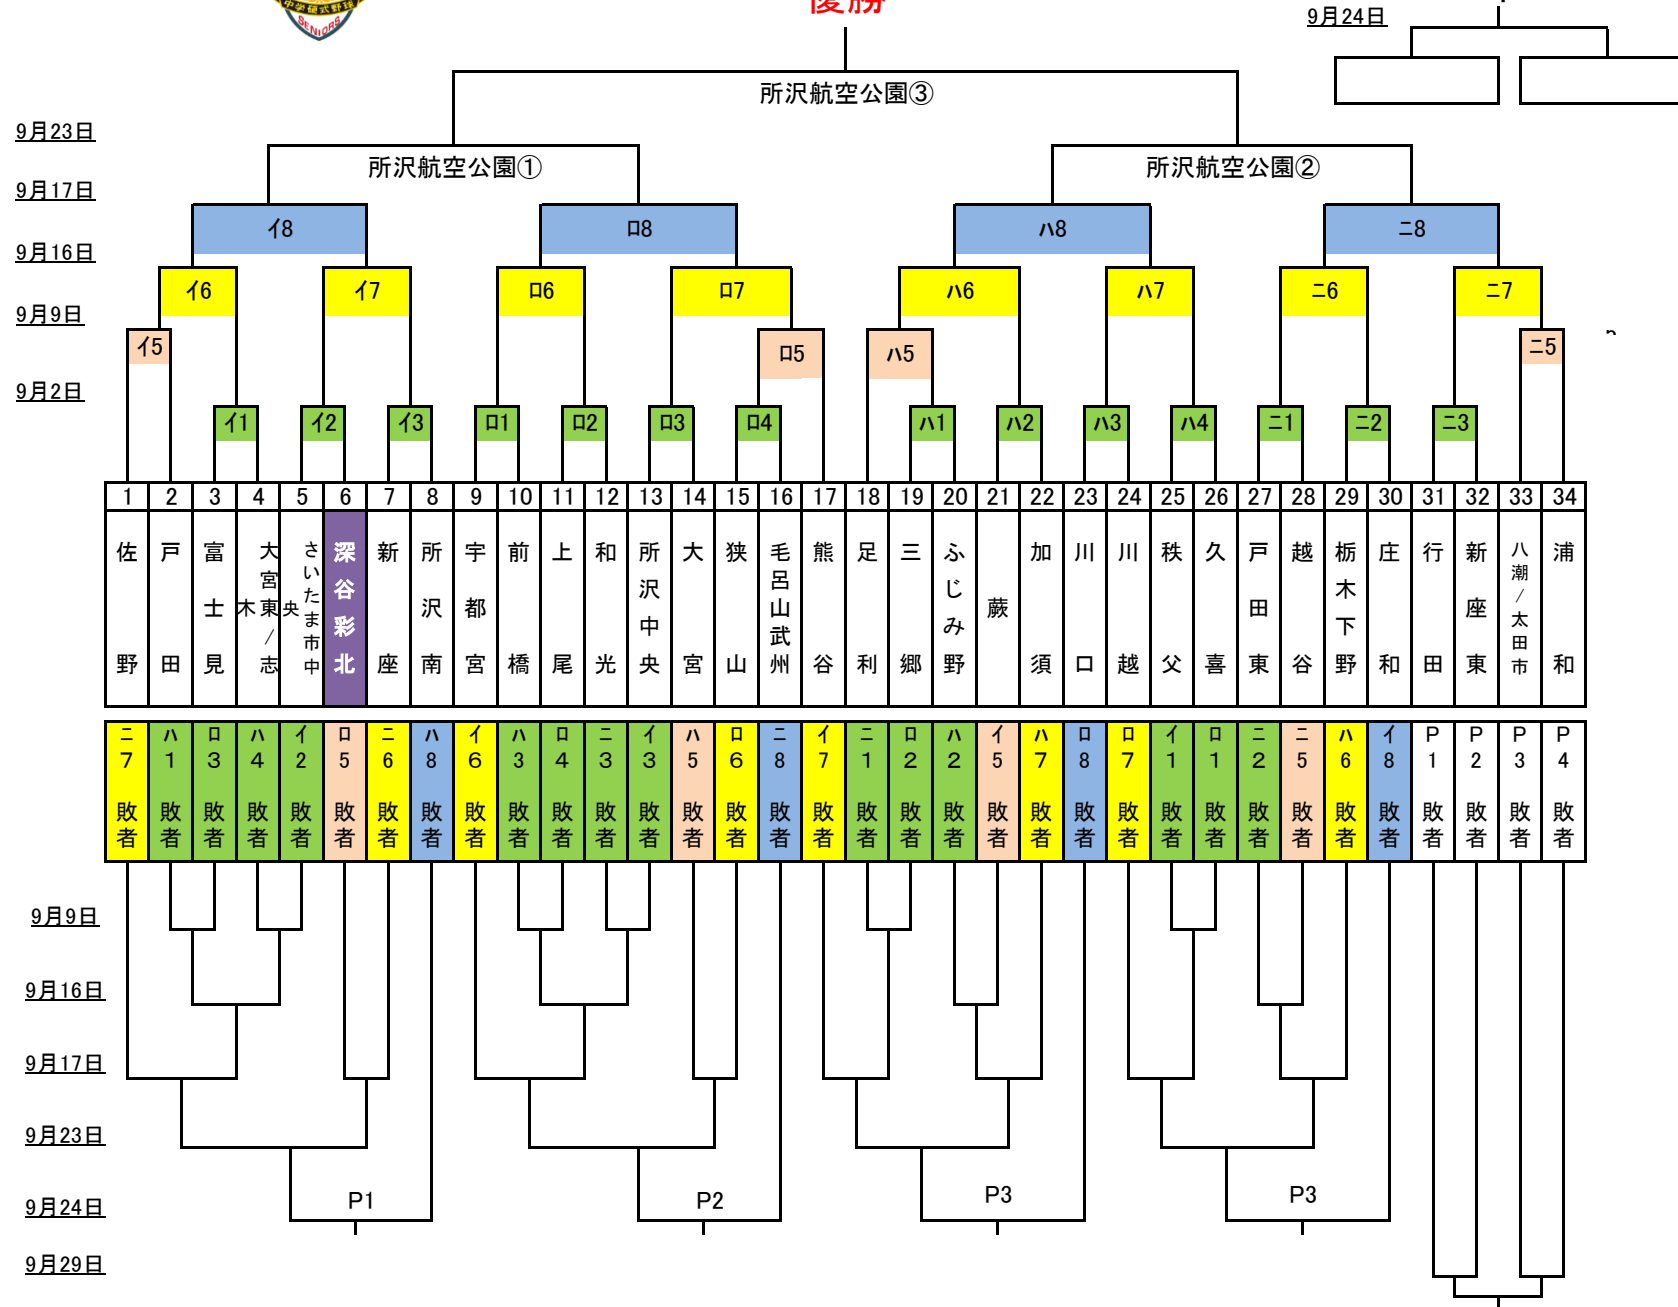 中学硬式野球
SENIORS
優勝
9月24日
所沢航空公園③
9月23日
所沢航空公園①
所沢航空公園②
9月17日
イ8
ロ8
ハ8
ニ8
9月16日
イ6
イ7
ロ6
ロ7
ハ6
ハ7
ニ6
ニ7
9月9日
イ5
ロ5
ハ5
ニ5
9月2日
イ1
イ2
イ3
ロ1
ロ2
ロ3
ロ4
ハ1
ハ2
ハ3
ハ4
ニ1
ニ2
ニ3
1 2 3 4 5 6 7 8 9 10 11 12 13 14 15 16 17 18 19 20 21 22 23 24 25 26 27 28 29 30 31 32 33 34
佐野
戸田
富士見
大宮東/志木
さいたま市中央
深谷彩北
新座
所沢南
宇都宮
前橋
上尾
和光
所沢中央
大宮
狭山
毛呂山武州
熊谷
足利
三郷
ふじみ野
蕨
加須
川口
川越
秩父
久喜
戸田東
越谷
栃木下野
庄和
行田
新座東
八潮/太田市
浦和
ニ7敗者
ハ1敗者
ロ3敗者
ハ4敗者
イ2敗者
ロ5敗者
ニ6敗者
ハ8敗者
イ6敗者
ハ3敗者
ロ4敗者
ニ3敗者
イ3敗者
ハ5敗者
ロ6敗者
ニ8敗者
イ7敗者
ニ1敗者
ロ2敗者
ハ2敗者
イ5敗者
ハ7敗者
ロ8敗者
ロ7敗者
イ1敗者
ロ1敗者
ニ2敗者
ニ5敗者
ハ6敗者
イ8敗者
P1敗者
P2敗者
P3敗者
P4敗者
9月9日
9月16日
9月17日
9月23日
9月24日
P1
P2
P3
P3
9月29日